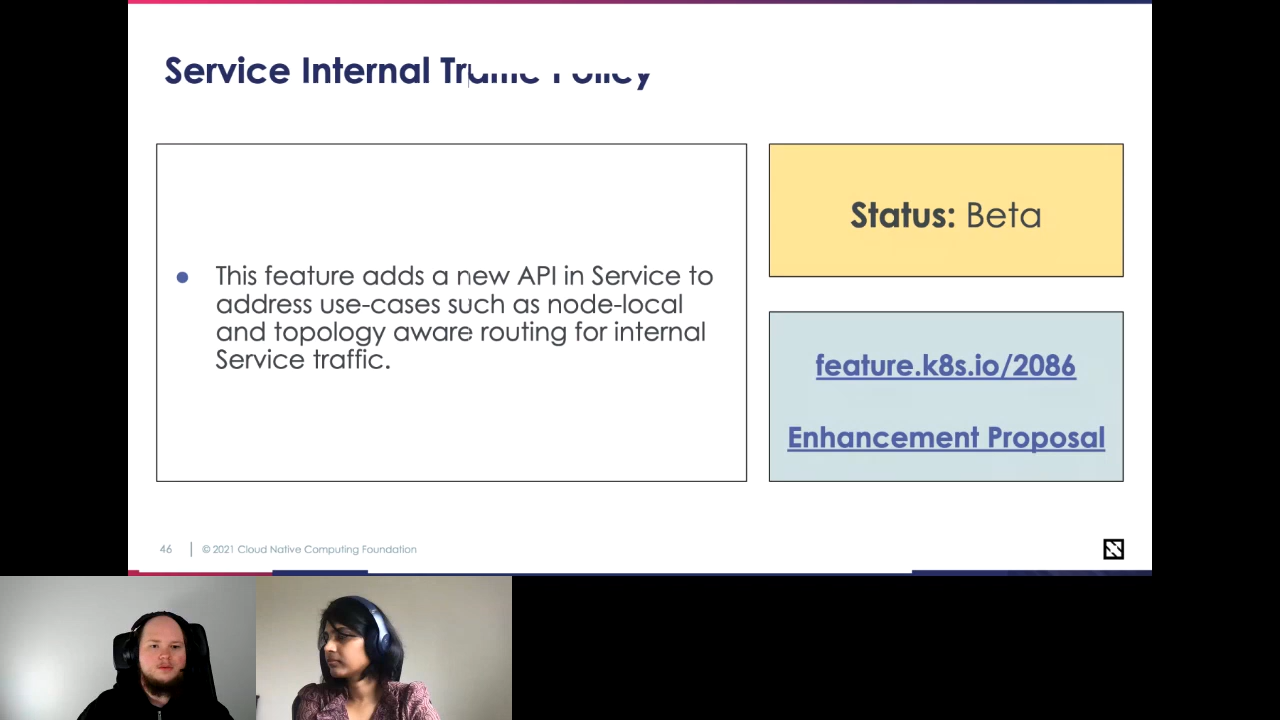 Service Internal Traffic Policy
● This feature adds a new API in Service to
address use-cases such as node-local
and topology aware routing for internal
Service traffic.
Status: Beta
feature.k8s.io/2086
Enhancement Proposal
46 | © 2021 Cloud Native Computing Foundation